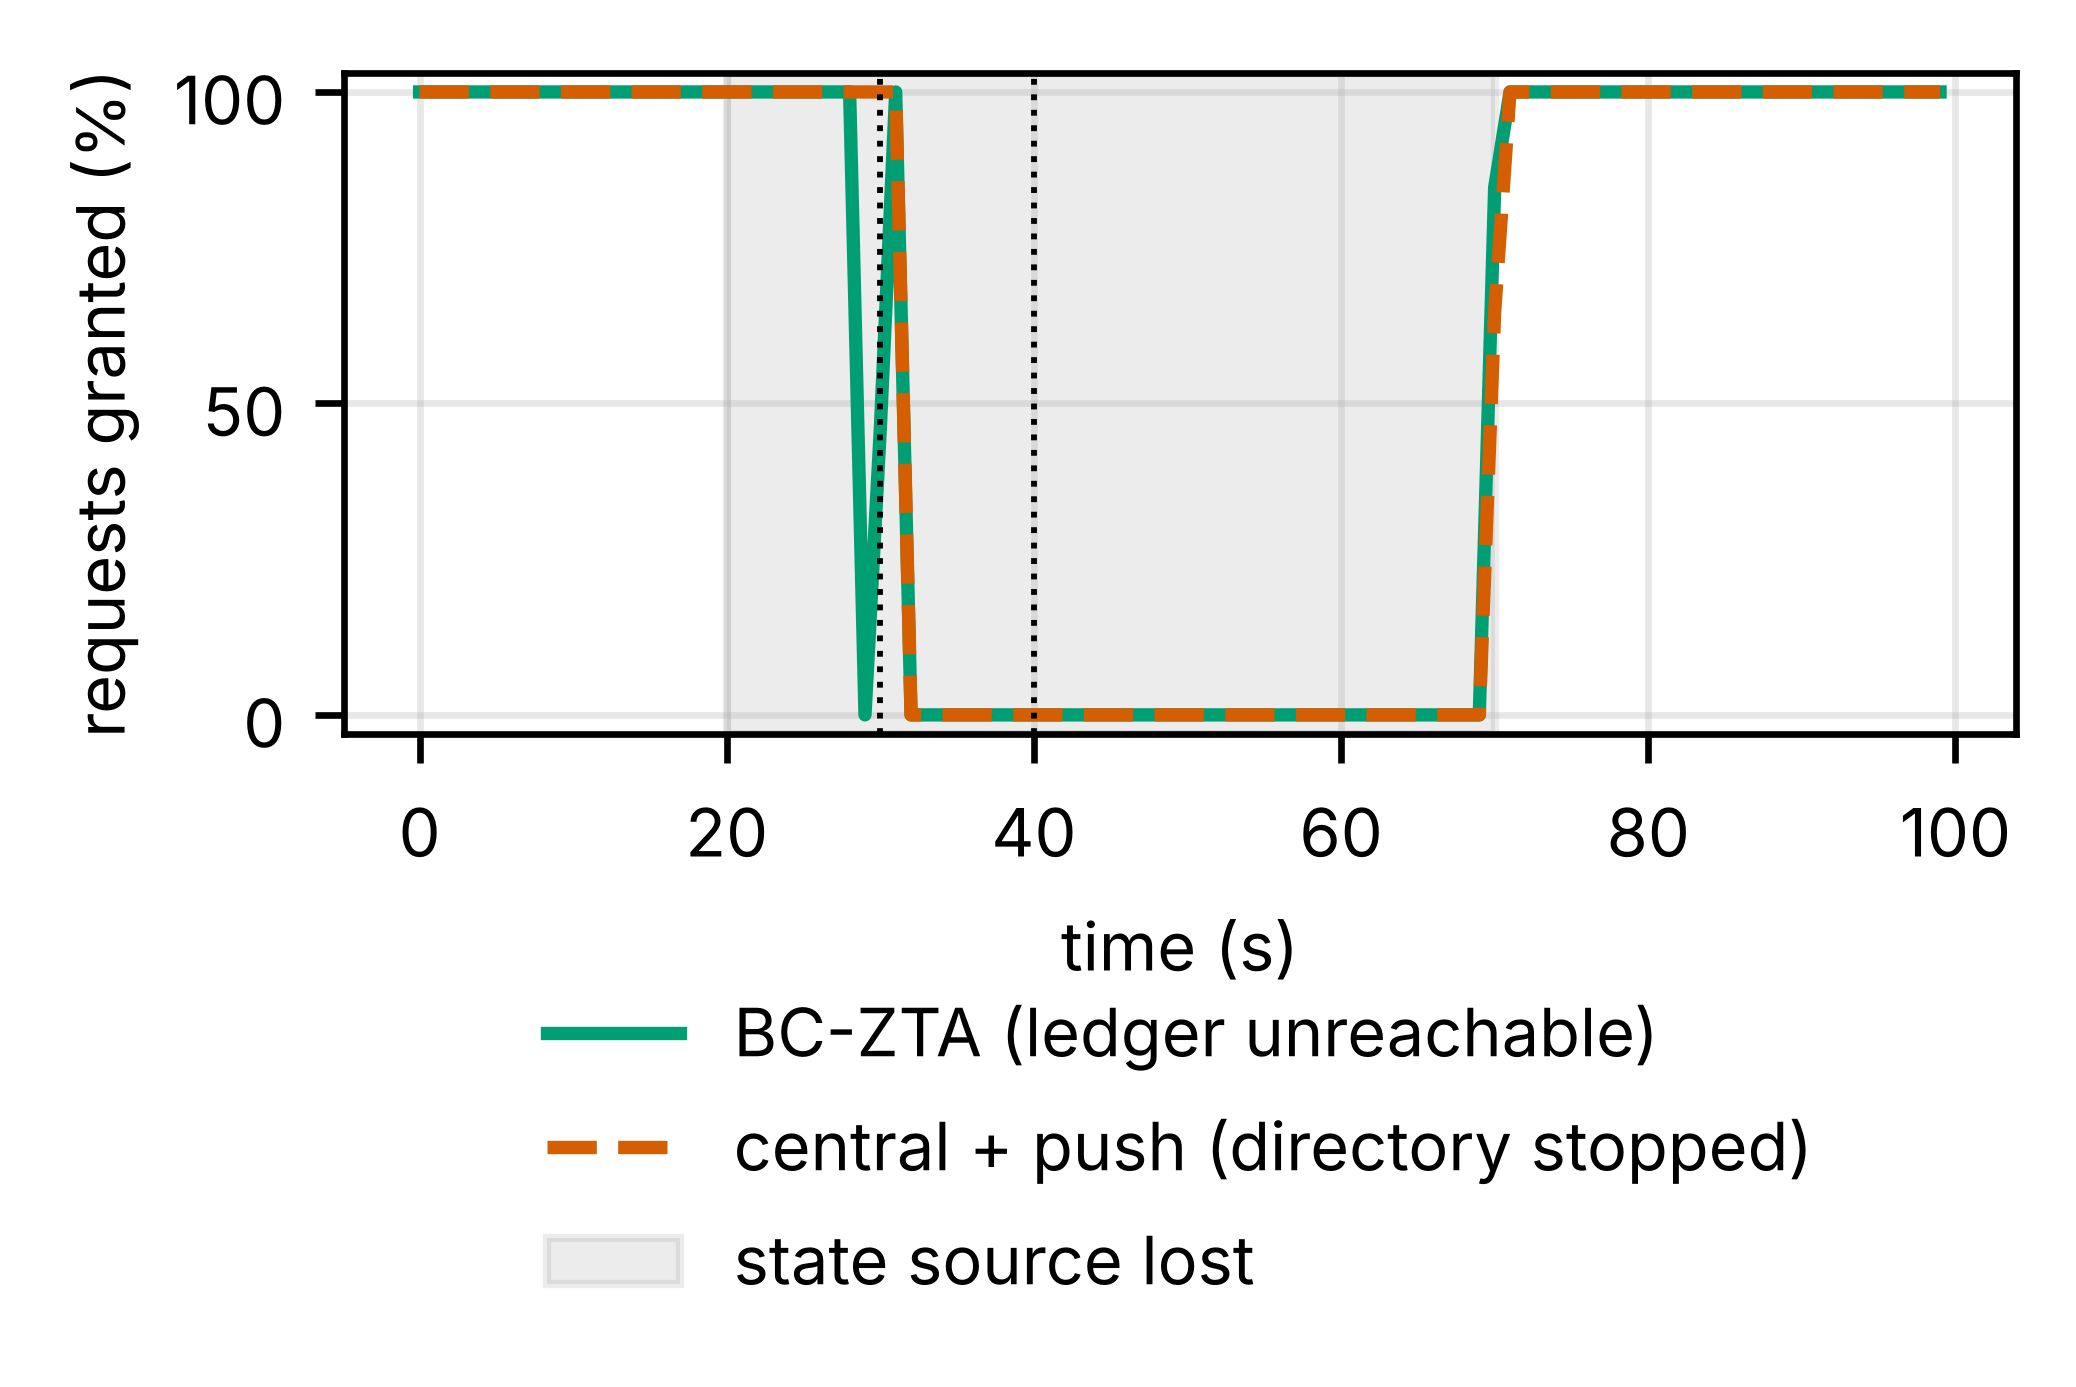 requests granted (%)
100
50
0
0 20 40 60 80 100
time (s)
BC-ZTA (ledger unreachable)
central + push (directory stopped)
state source lost